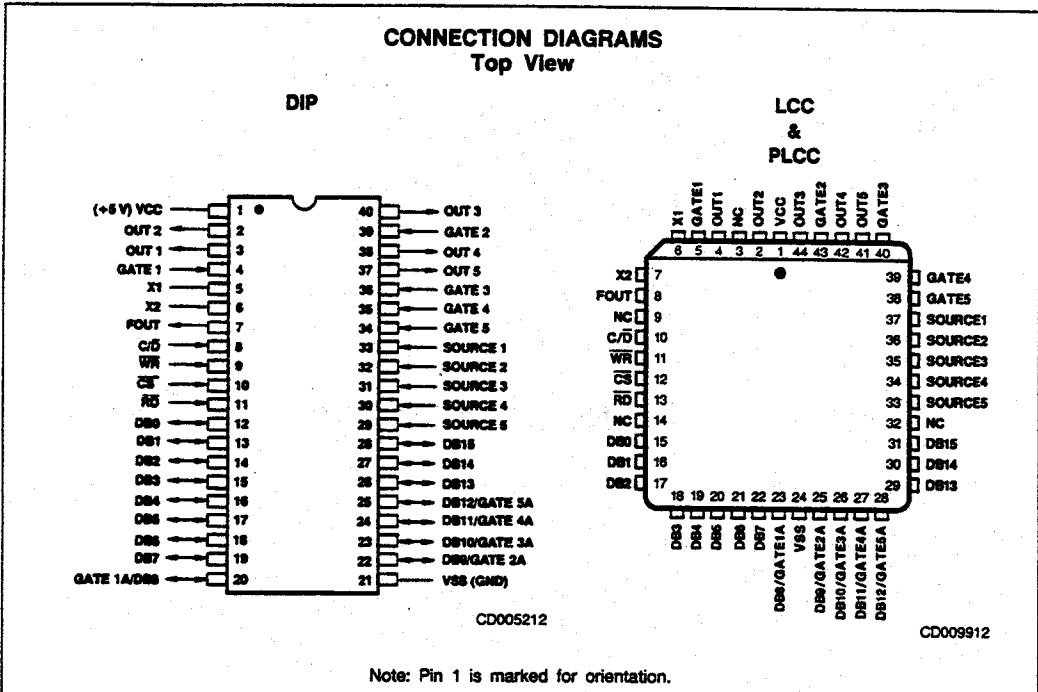 CONNECTION DIAGRAMS
Top View
DIP
(+5 V) VCC 1
OUT 2 2
OUT 1 3
GATE 1 4
X1 5
X2 6
FOUT 7
C/D̅ 8
W̅R̅ 9
C̅S̅ 10
R̅D̅ 11
DB0 12
DB1 13
DB2 14
DB3 15
DB4 16
DB5 17
DB6 18
DB7 19
GATE 1A/DB8 20
40 OUT 3
39 GATE 2
38 OUT 4
37 OUT 5
36 GATE 3
35 GATE 4
34 GATE 5
33 SOURCE 1
32 SOURCE 2
31 SOURCE 3
30 SOURCE 4
29 SOURCE 5
28 DB15
27 DB14
26 DB13
25 DB12/GATE 5A
24 DB11/GATE 4A
23 DB10/GATE 3A
22 DB9/GATE 2A
21 VSS (GND)
CD005212
LCC
&
PLCC
X1 GATE1 OUT1 NC OUT2 VCC OUT3 GATE2 OUT4 OUT5 GATE3
6 5 4 3 2 1 44 43 42 41 40
X2 7
FOUT 8
NC 9
C/D̅ 10
W̅R̅ 11
C̅S̅ 12
R̅D̅ 13
NC 14
DB0 15
DB1 16
DB2 17
39 GATE4
38 GATE5
37 SOURCE1
36 SOURCE2
35 SOURCE3
34 SOURCE4
33 SOURCE5
32 NC
31 DB15
30 DB14
29 DB13
18 19 20 21 22 23 24 25 26 27 28
DB3 DB4 DB5 DB6 DB7 DB8/GATE1A VSS DB9/GATE2A DB10/GATE3A DB11/GATE4A DB12/GATE5A
CD009912
Note: Pin 1 is marked for orientation.